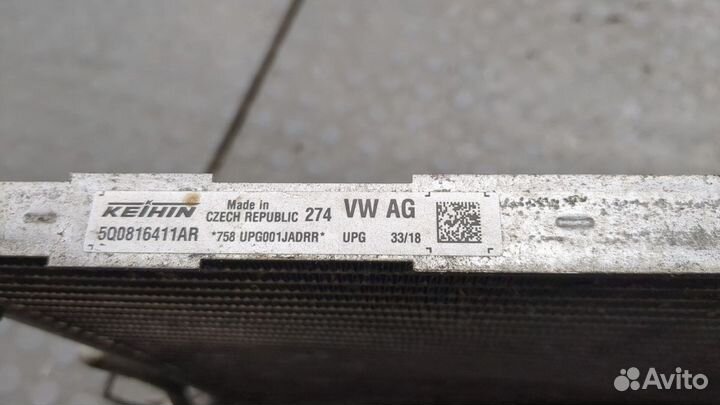 KEIHIN Made in CZECH REPUBLIC 274 VW AG
5Q0816411AR *758 UPG001JADRR* UPG 33/18
Avito